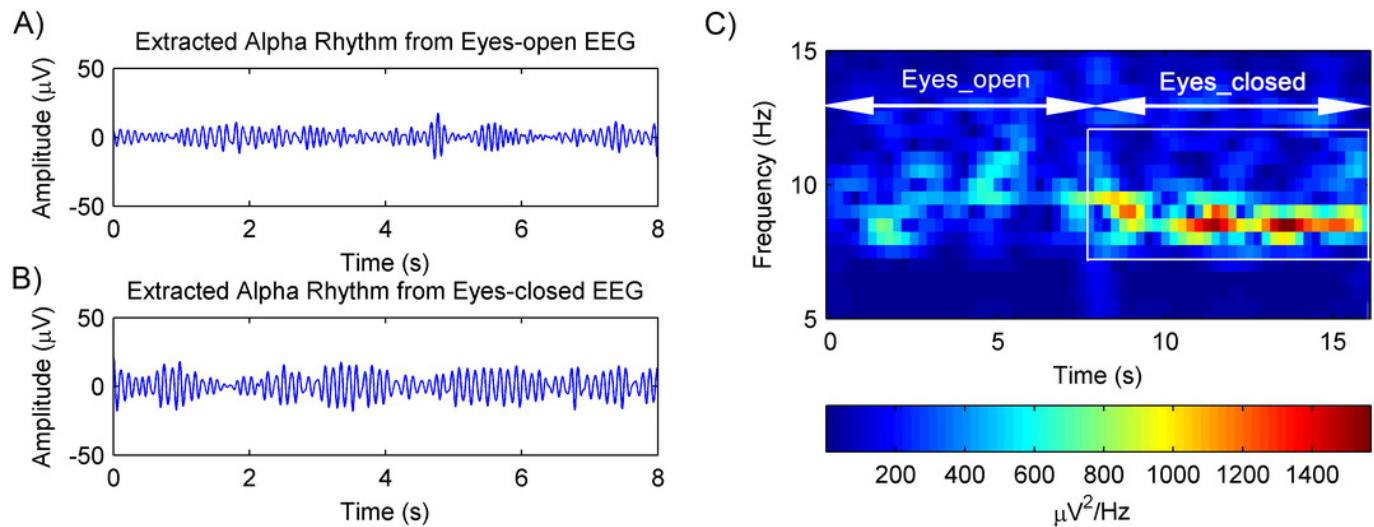 A)
Extracted Alpha Rhythm from Eyes-open EEG
Amplitude (μV)
50
0
-50
0 2 4 6 8
Time (s)
B)
Extracted Alpha Rhythm from Eyes-closed EEG
Amplitude (μV)
50
0
-50
0 2 4 6 8
Time (s)
C)
Eyes_open Eyes_closed
Frequency (Hz)
15
10
5
0 5 10 15
Time (s)
200 400 600 800 1000 1200 1400
μV²/Hz